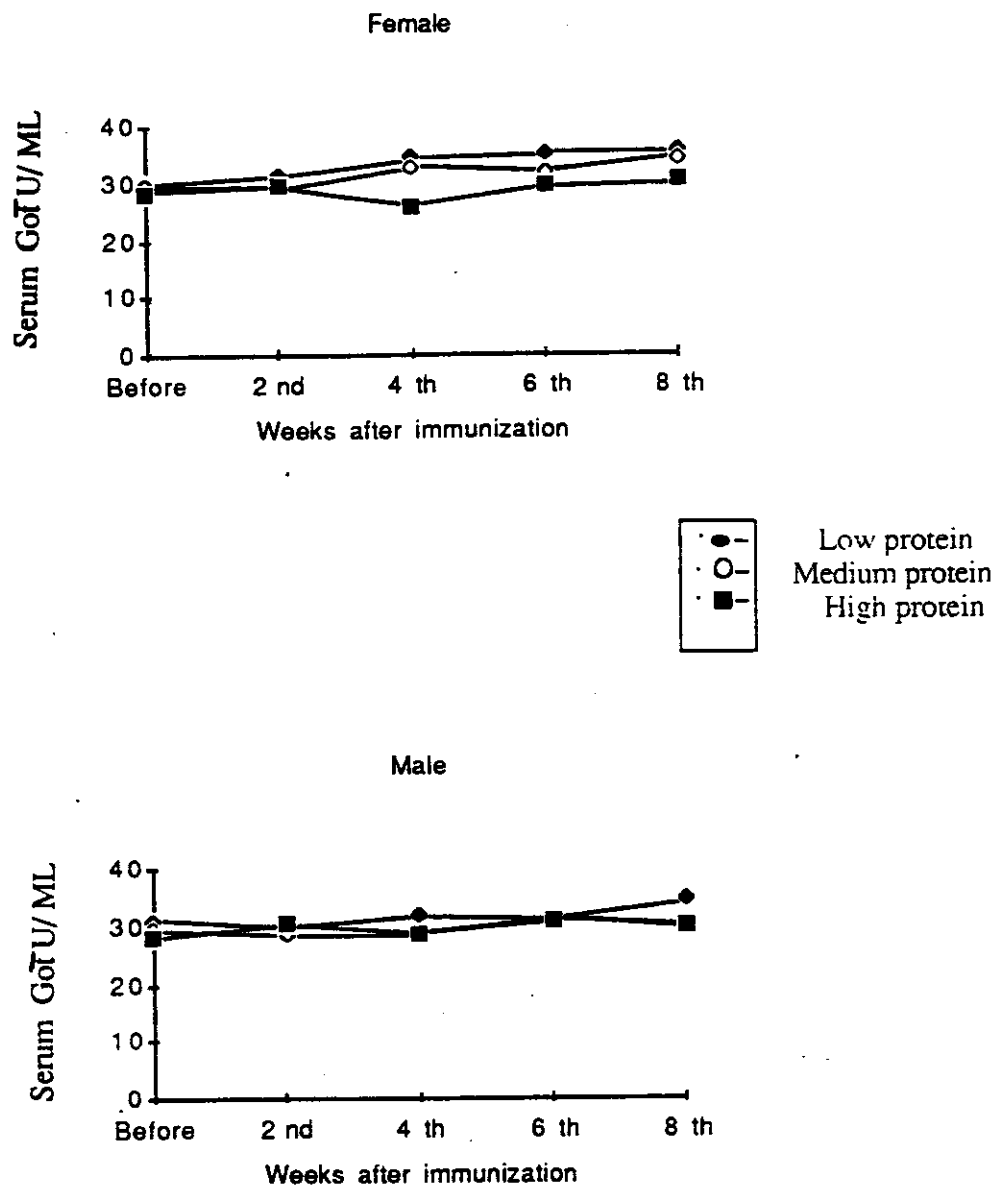 Female
Serum GoT U/ML
40
30
20
10
0
Before 2 nd 4 th 6 th 8 th
Weeks after immunization
Low protein
Medium protein
High protein
Male
Serum GoT U/ML
40
30
20
10
0
Before 2 nd 4 th 6 th 8 th
Weeks after immunization